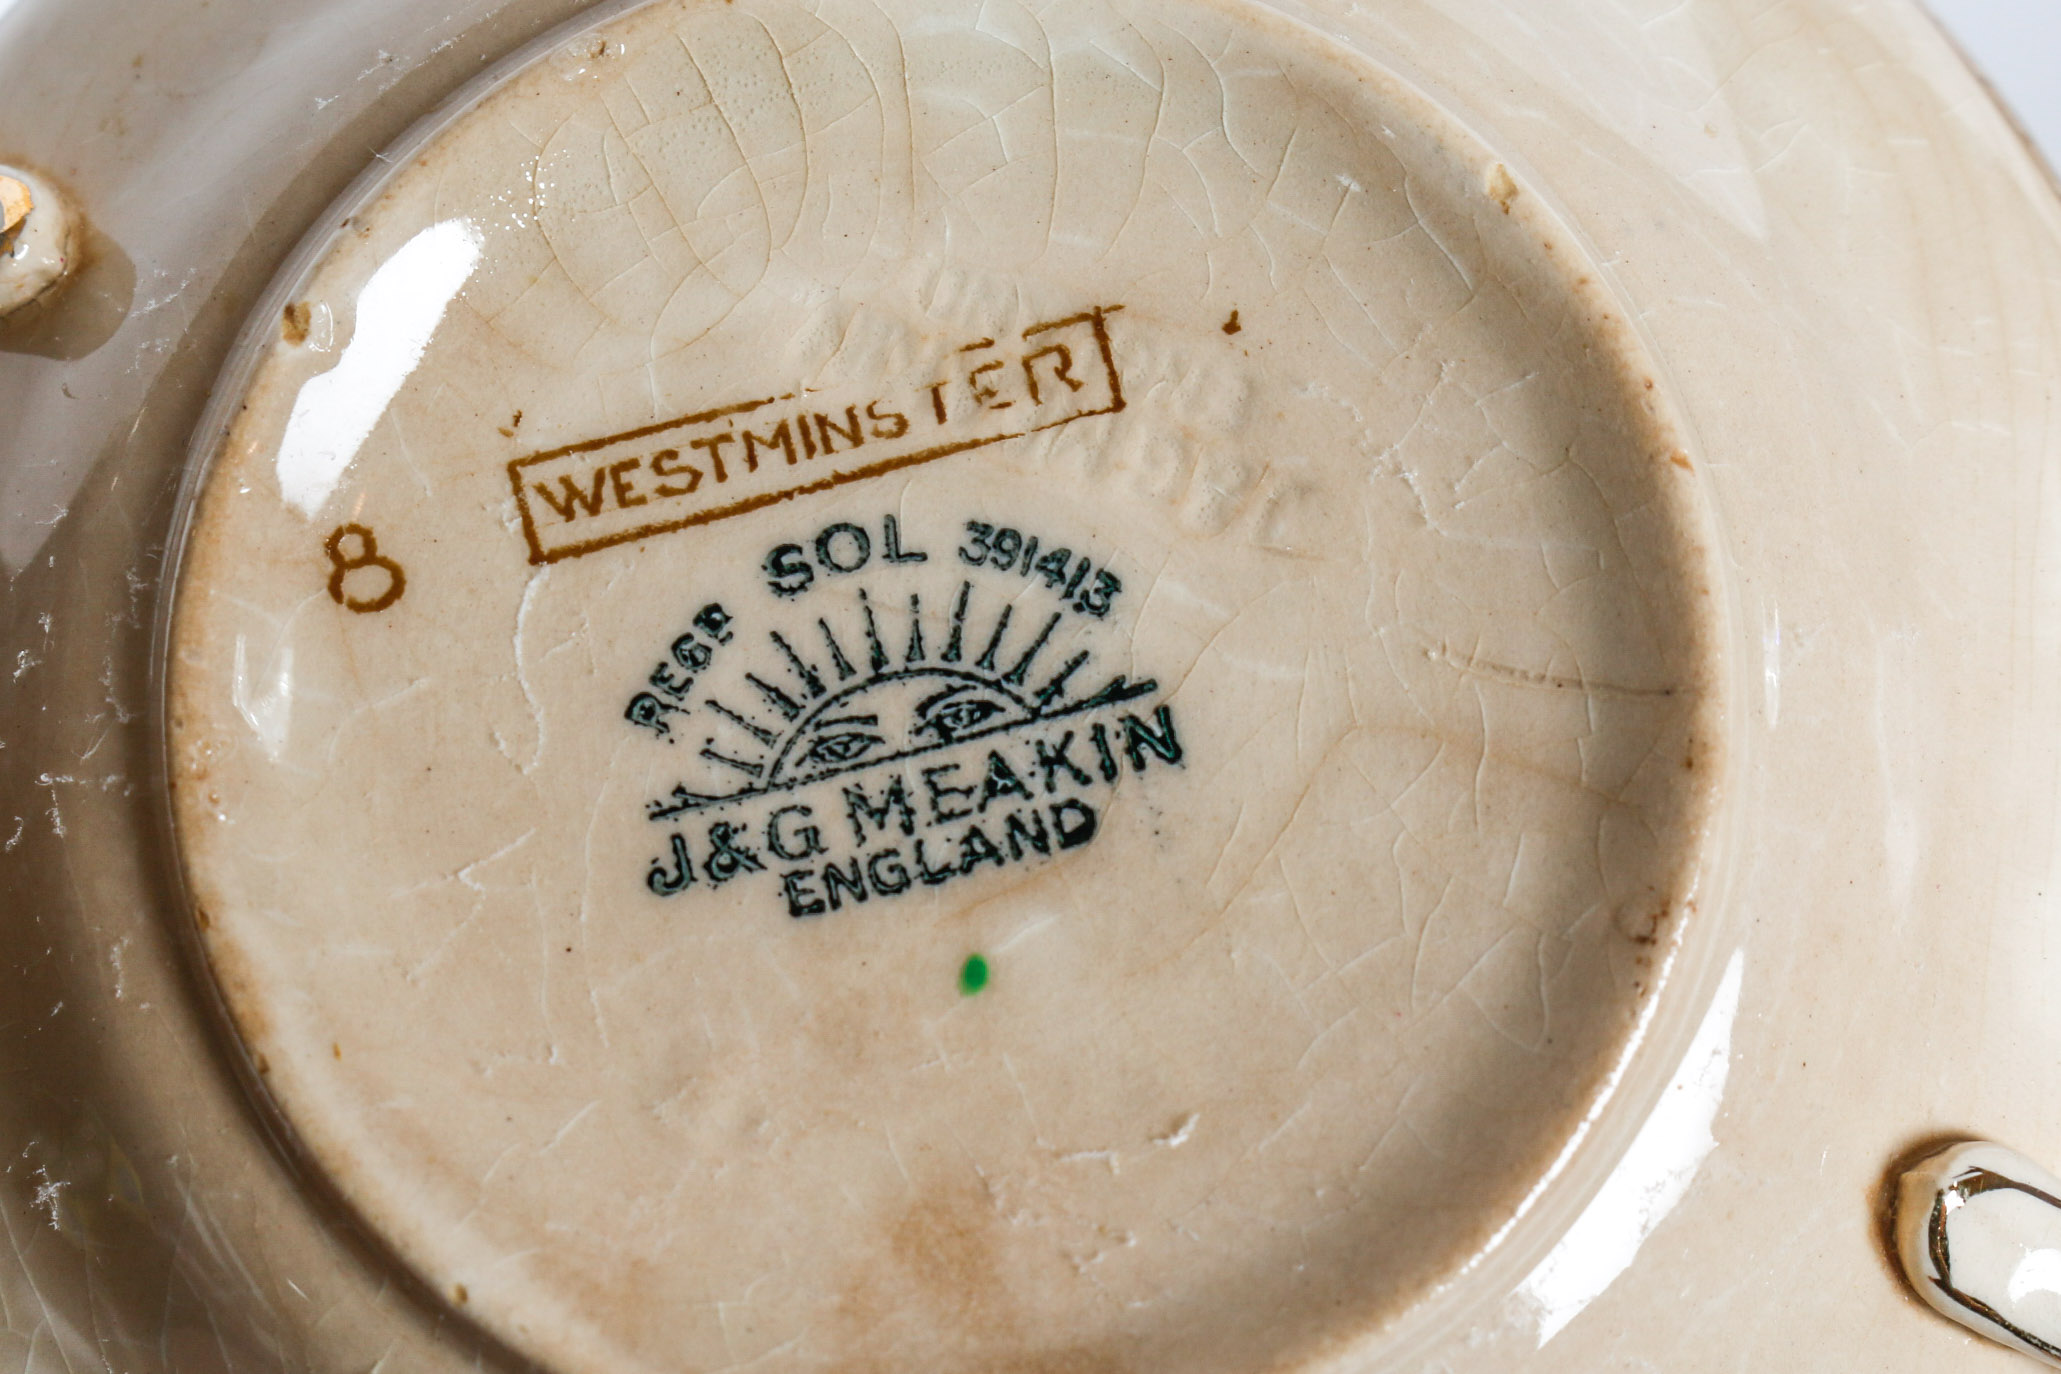 WESTMINSTER
8
REGD SOL 391413
J & G MEAKIN
ENGLAND